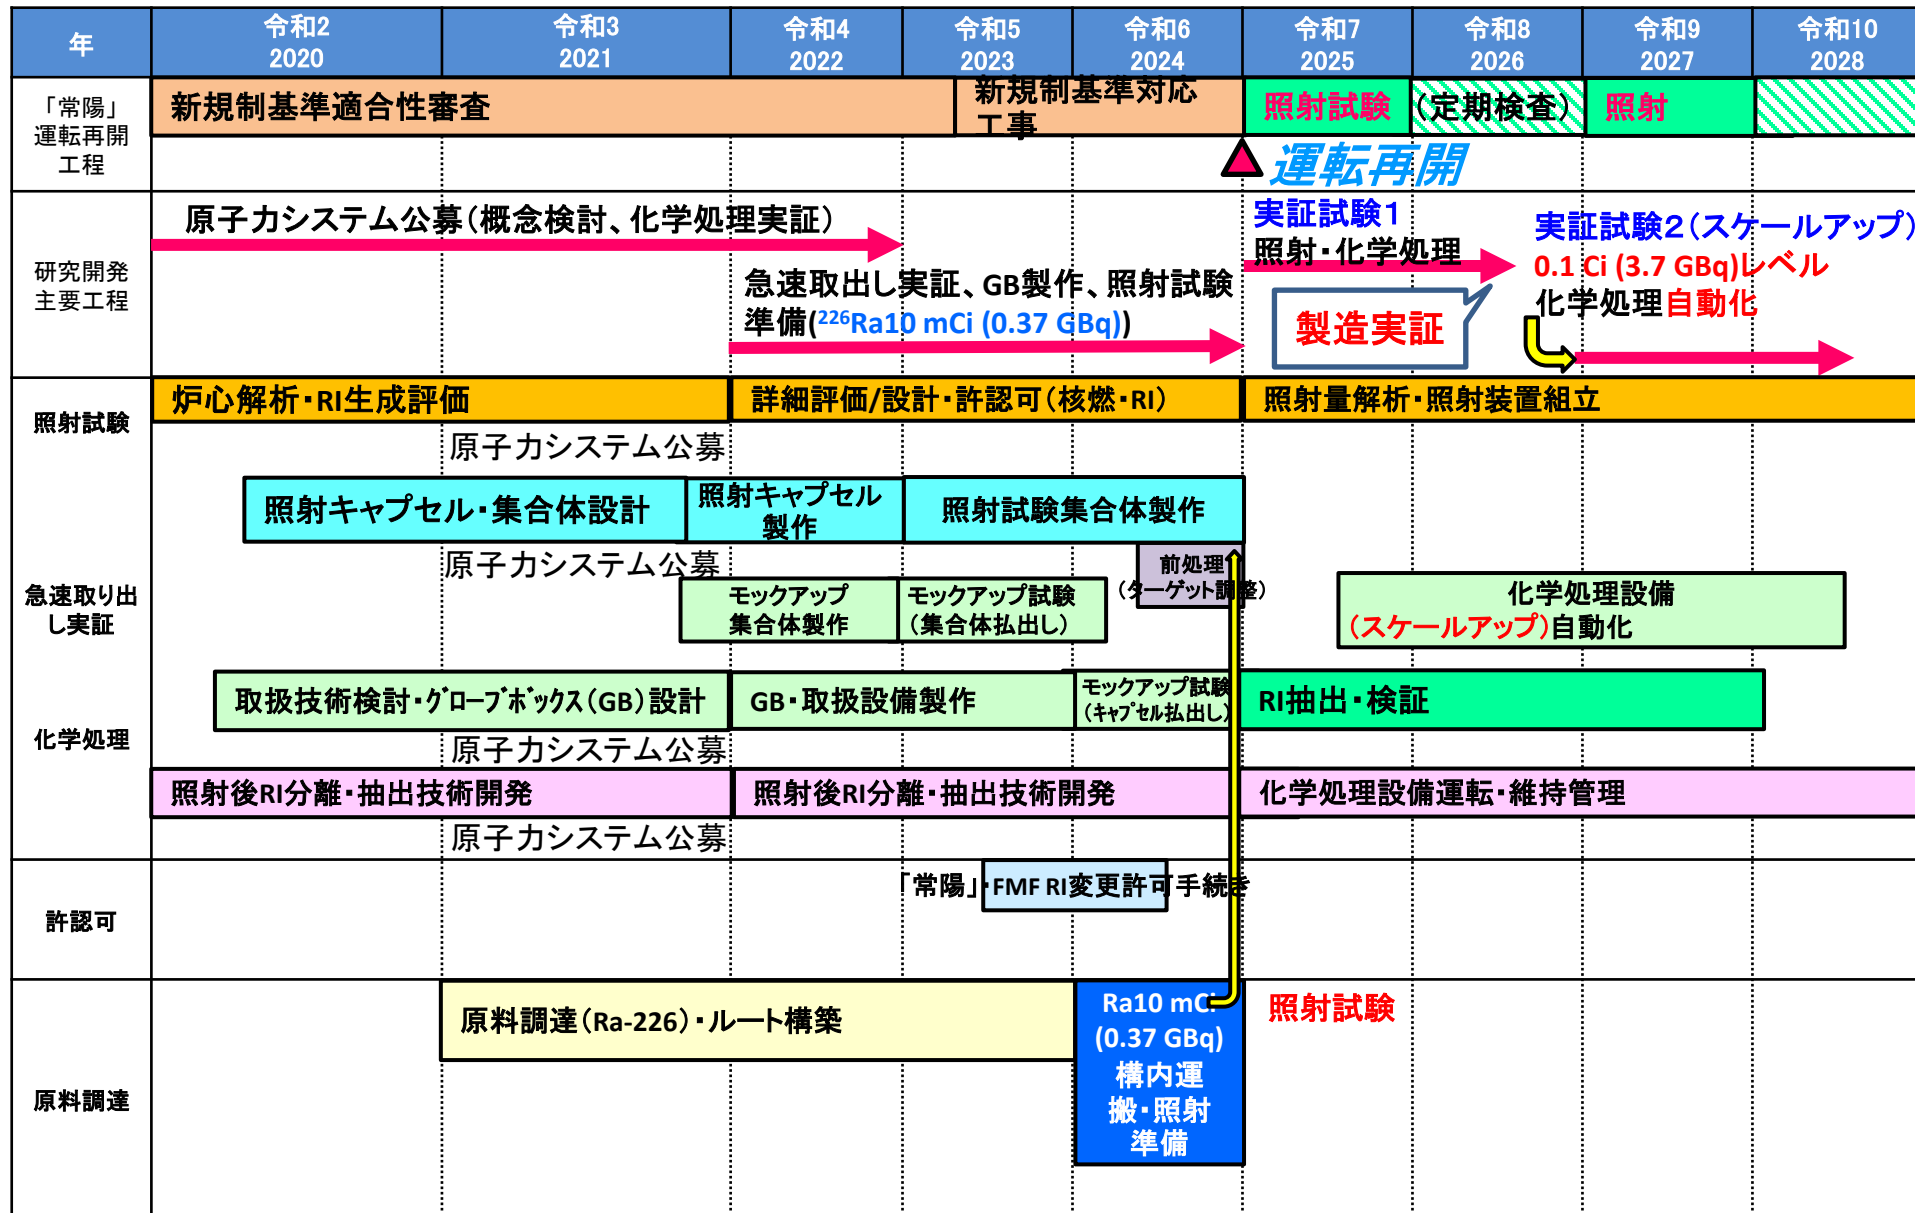 年
令和2
2020
令和3
2021
令和4
2022
令和5
2023
令和6
2024
令和7
2025
令和8
2026
令和9
2027
令和10
2028
「常陽」
運転再開
工程
新規制基準適合性審査
新規制基準対応
工事
照射試験
(定期検査)
照射
運転再開
研究開発
主要工程
原子力システム公募(概念検討、化学処理実証)
急速取出し実証、GB製作、照射試験
準備(²²⁶Ra10 mCi (0.37 GBq))
実証試験1
照射・化学処理
製造実証
実証試験2(スケールアップ)
0.1 Ci (3.7 GBq)レベル
化学処理自動化
照射試験
炉心解析・RI生成評価
詳細評価/設計・許認可(核燃・RI)
照射量解析・照射装置組立
原子力システム公募
照射キャプセル・集合体設計
照射キャプセル
製作
照射試験集合体製作
原子力システム公募
前処理
(ターゲット調整)
急速取り出
し実証
モックアップ
集合体製作
モックアップ試験
(集合体払出し)
化学処理設備
(スケールアップ)自動化
化学処理
取扱技術検討・グローブボックス(GB)設計
GB・取扱設備製作
モックアップ試験
(キャプセル払出し)
RI抽出・検証
原子力システム公募
照射後RI分離・抽出技術開発
照射後RI分離・抽出技術開発
化学処理設備運転・維持管理
原子力システム公募
許認可
「常陽」・FMF RI変更許可手続き
原料調達
原料調達(Ra-226)・ルート構築
Ra10 mCi
(0.37 GBq)
構内運
搬・照射
準備
照射試験